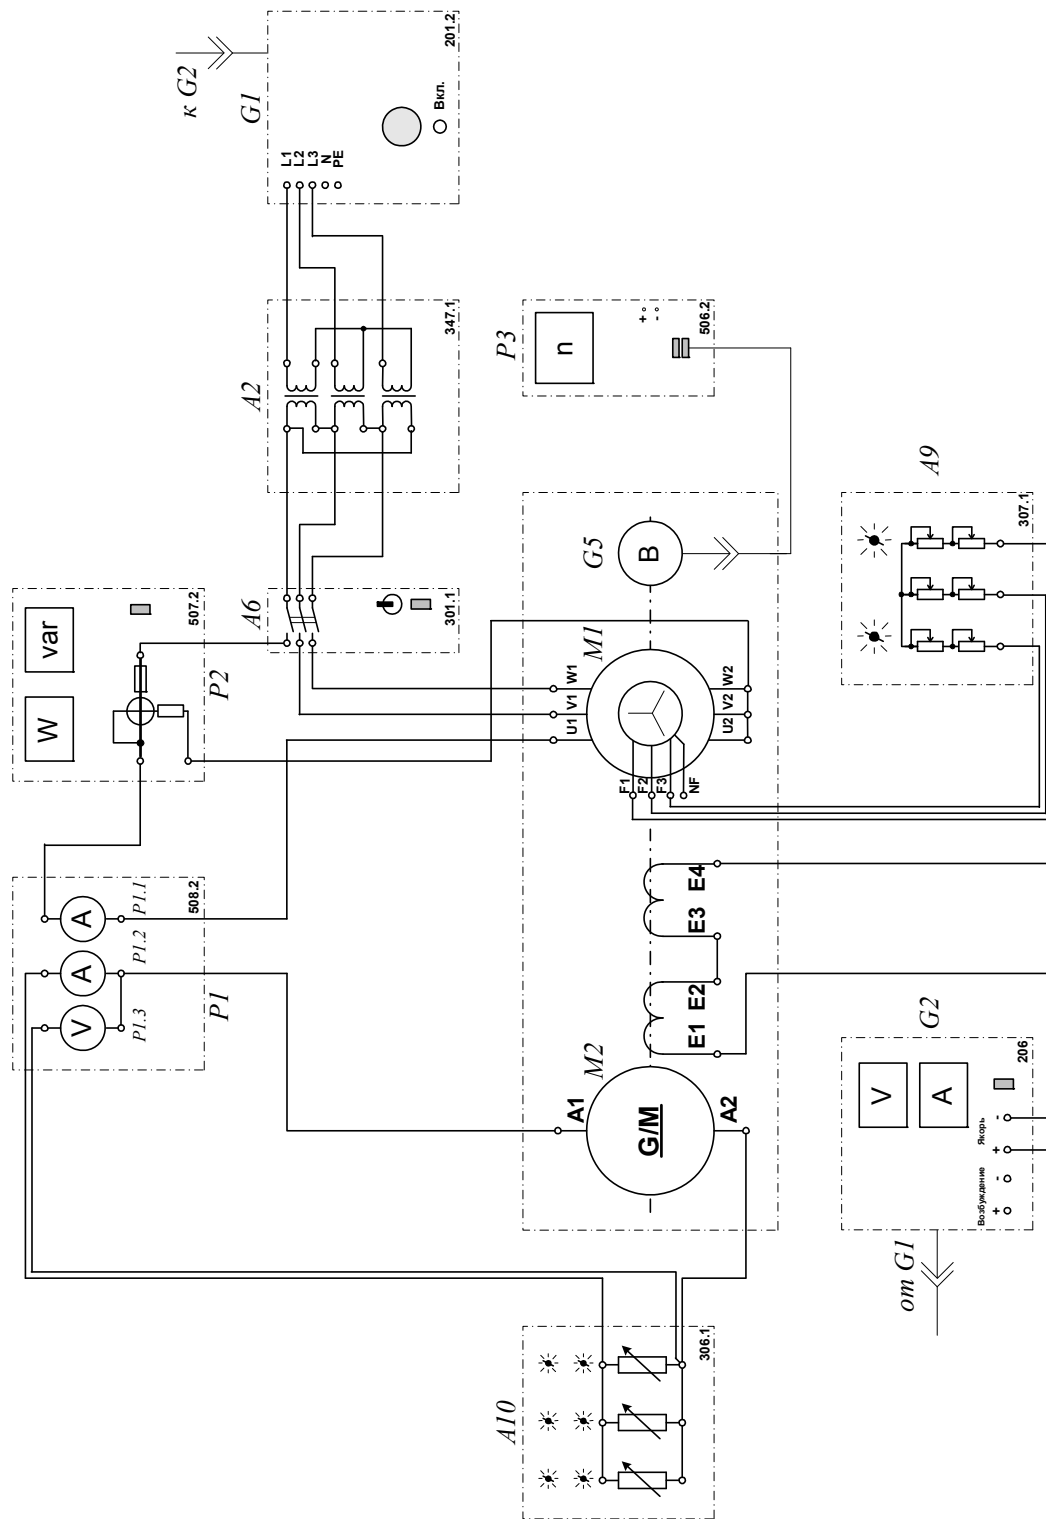 к G2
G1
201.2
Вкл.
L1
L2
L3
N
PE
A2
347.1
P3
n
+
-
506.2
A9
307.1
W
var
507.2
P2
A6
301.1
G5
B
M1
U1
V1
W1
U2
V2
W2
F1
F2
F3
NF
A
P1.1
A
P1.2
V
P1.3
508.2
P1
E4
E3
E2
E1
M2
A1
G/M
A2
G2
206
V
A
Якорь
+
-
Возбуждение
+
-
от G1
A10
306.1